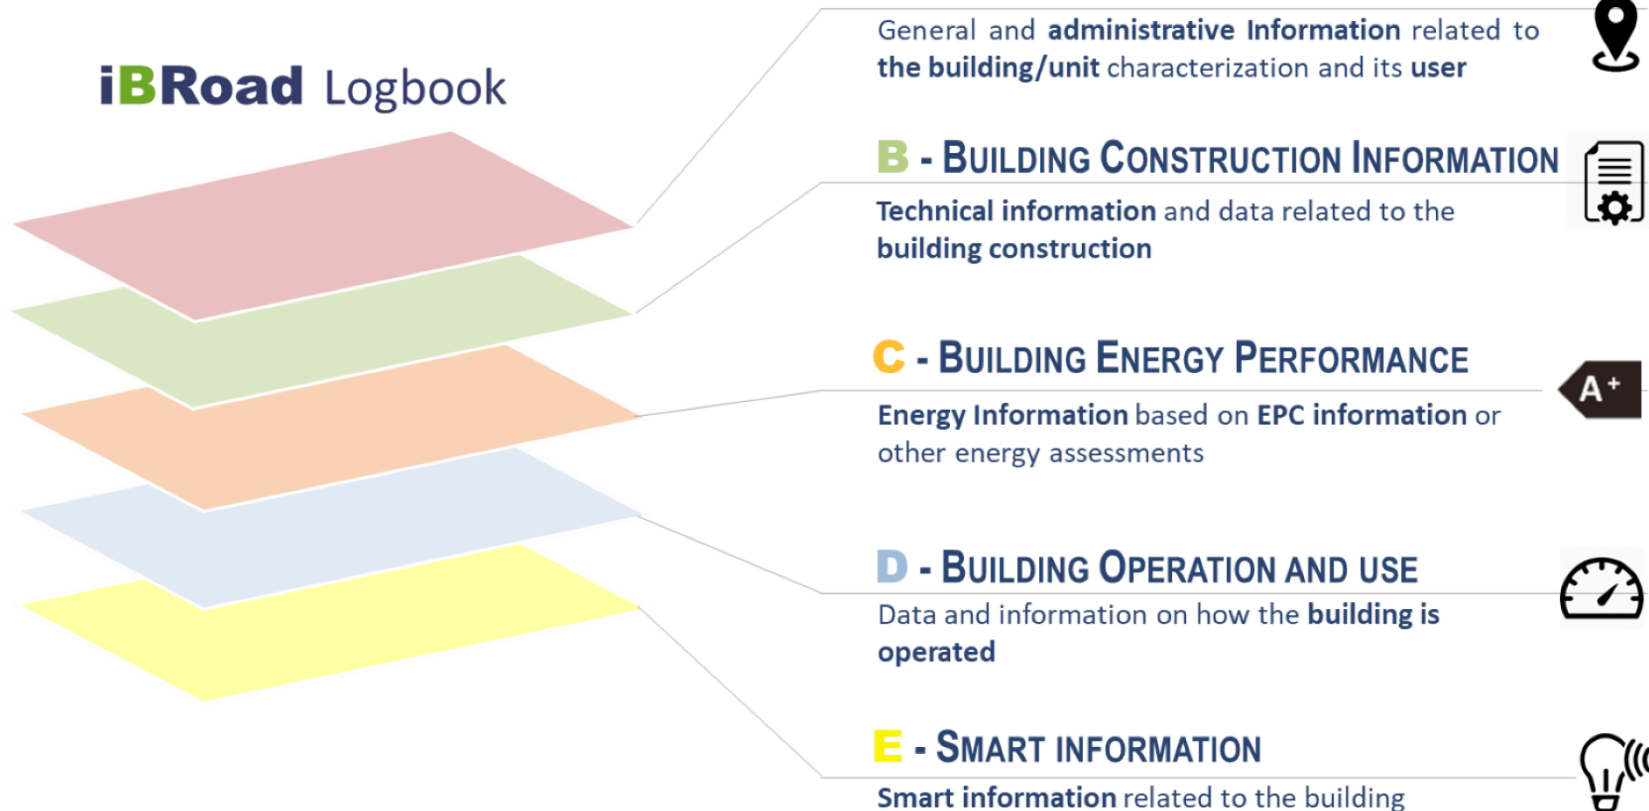 iBRoad Logbook
General and administrative Information related to
the building/unit characterization and its user
B - BUILDING CONSTRUCTION INFORMATION
Technical information and data related to the
building construction
C - BUILDING ENERGY PERFORMANCE
A+
Energy Information based on EPC information or
other energy assessments
D - BUILDING OPERATION AND USE
Data and information on how the building is
operated
E - SMART INFORMATION
Smart information related to the building